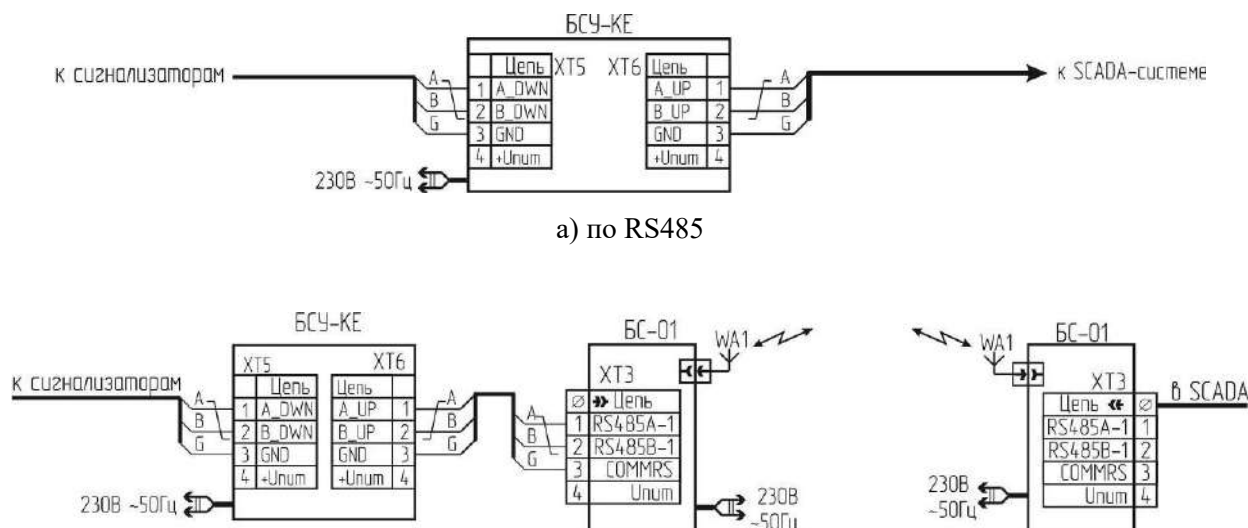 БСУ-КЕ
к сигнализаторам
к SCADA-системе
Цепь XT5 XT6 Цепь
A 1 A_DWN A_UP 1 A
B 2 B_DWN B_UP 2 B
G 3 GND GND 3 G
4 +Uпит +Uпит 4
230В ~50Гц
а) по RS485
БСУ-КЕ
БС-01
WA1
WA1
БС-01
к сигнализаторам
XT5 XT6
Цепь Цепь
A 1 A_DWN A_UP 1 A
B 2 B_DWN B_UP 2 B
G 3 GND GND 3 G
4 +Uпит +Uпит 4
230В ~50Гц
XT3
Ø Цепь
A 1 RS485A-1
B 2 RS485B-1
G 3 COMMRS
4 Uпит
230В
~50Гц
XT3
Цепь Ø
RS485A-1 1
RS485B-1 2
COMMRS 3
Uпит 4
в SCADA
230В
~50Гц